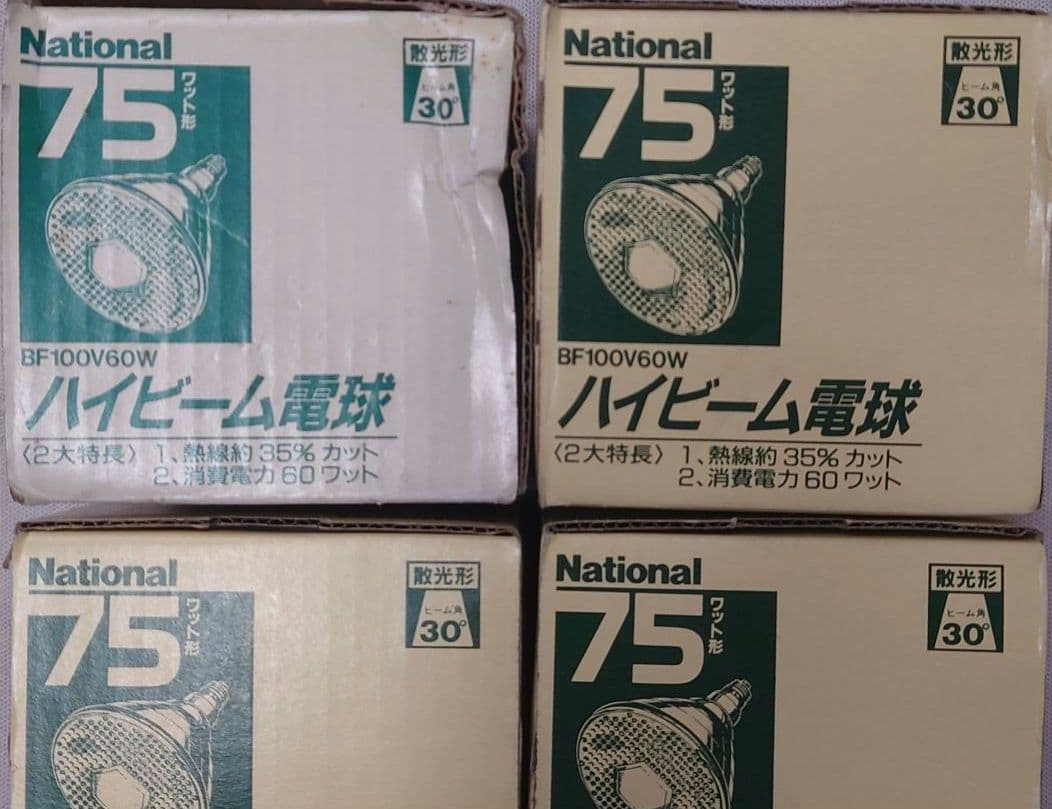 National
75
ワット形
散光形
ビーム角
30°
BF100V60W
ハイビーム電球
〈2大特長〉 1、熱線約35%カット
2、消費電力60ワット
National
75
ワット形
散光形
ビーム角
30°
BF100V60W
ハイビーム電球
〈2大特長〉 1、熱線約35%カット
2、消費電力60ワット
National
75
ワット形
散光形
ビーム角
30°
National
75
ワット形
散光形
ビーム角
30°